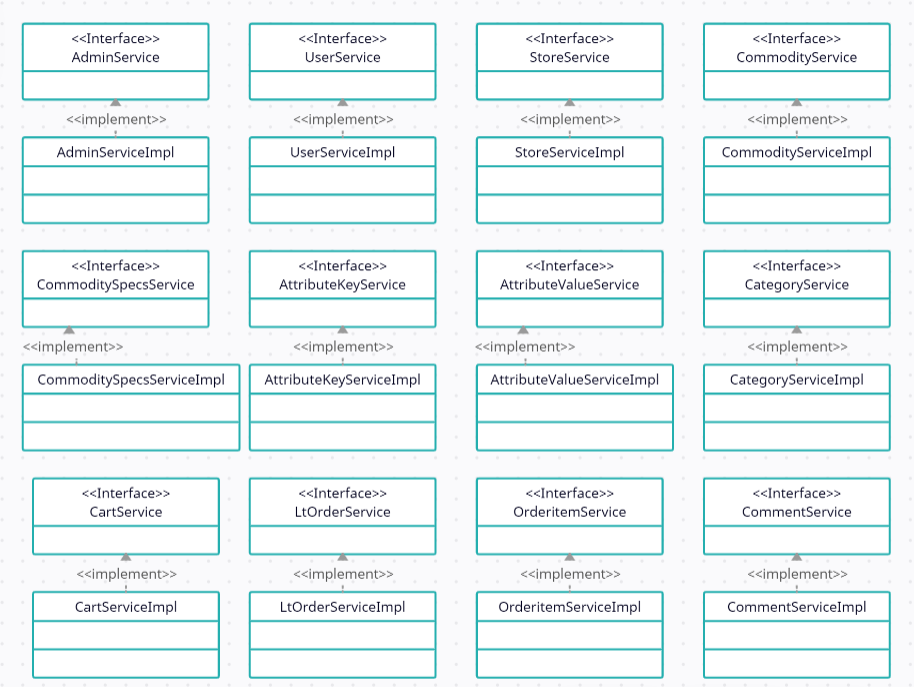 <<Interface>>
AdminService
<<implement>>
AdminServiceImpl
<<Interface>>
UserService
<<implement>>
UserServiceImpl
<<Interface>>
StoreService
<<implement>>
StoreServiceImpl
<<Interface>>
CommodityService
<<implement>>
CommodityServiceImpl
<<Interface>>
CommoditySpecsService
<<implement>>
CommoditySpecsServiceImpl
<<Interface>>
AttributeKeyService
<<implement>>
AttributeKeyServiceImpl
<<Interface>>
AttributeValueService
<<implement>>
AttributeValueServiceImpl
<<Interface>>
CategoryService
<<implement>>
CategoryServiceImpl
<<Interface>>
CartService
<<implement>>
CartServiceImpl
<<Interface>>
LtOrderService
<<implement>>
LtOrderServiceImpl
<<Interface>>
OrderitemService
<<implement>>
OrderitemServiceImpl
<<Interface>>
CommentService
<<implement>>
CommentServiceImpl